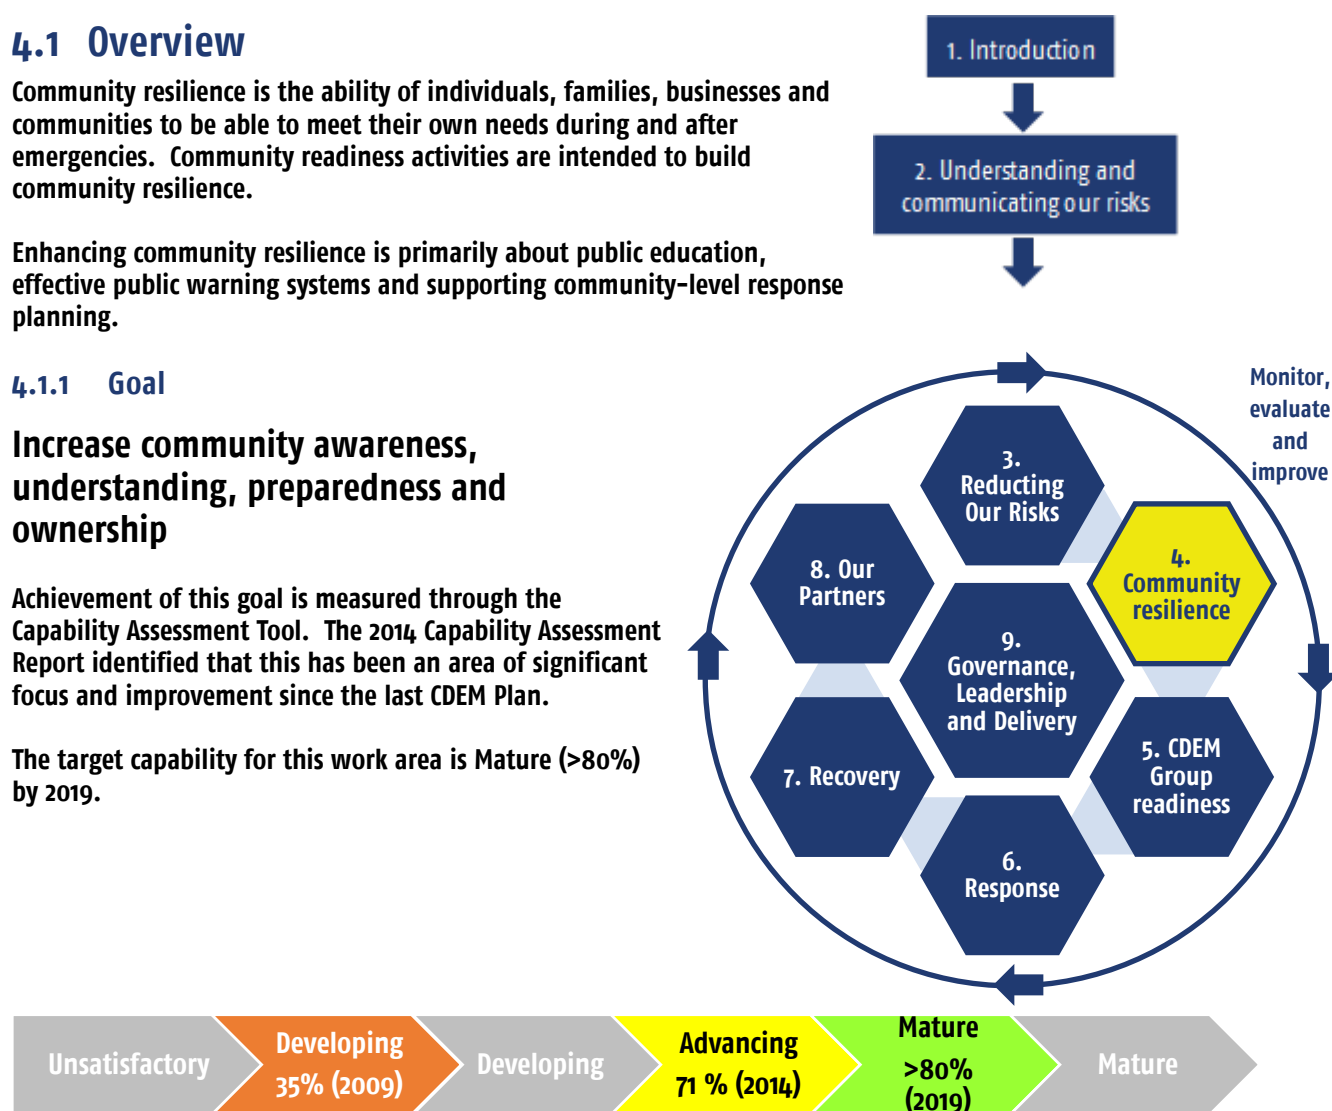 4.1 Overview
Community resilience is the ability of individuals, families, businesses and
communities to be able to meet their own needs during and after
emergencies. Community readiness activities are intended to build
community resilience.
Enhancing community resilience is primarily about public education,
effective public warning systems and supporting community-level response
planning.
4.1.1 Goal
Increase community awareness,
understanding, preparedness and
ownership
Achievement of this goal is measured through the
Capability Assessment Tool. The 2014 Capability Assessment
Report identified that this has been an area of significant
focus and improvement since the last CDEM Plan.
The target capability for this work area is Mature (>80%)
by 2019.
1. Introduction
2. Understanding and
communicating our risks
Monitor,
evaluate
and
improve
3.
Reducting
Our Risks
4.
Community
resilience
5. CDEM
Group
readiness
6.
Response
7. Recovery
8. Our
Partners
9.
Governance,
Leadership
and Delivery
Unsatisfactory
Developing
35% (2009)
Developing
Advancing
71 % (2014)
Mature
>80%
(2019)
Mature